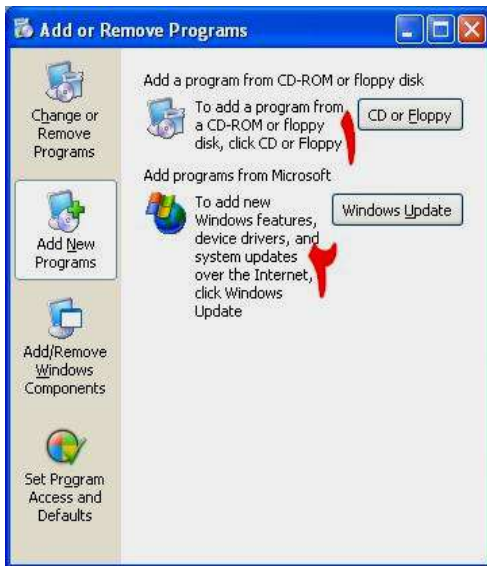 Add or Remove Programs
Change or
Remove
Programs
Add New
Programs
Add/Remove
Windows
Components
Set Program
Access and
Defaults
Add a program from CD-ROM or floppy disk
To add a program from
a CD-ROM or floppy
disk, click CD or Floppy
CD or Floppy
۱
Add programs from Microsoft
To add new
Windows features,
device drivers, and
system updates
over the Internet,
click Windows
Update
Windows Update
۲